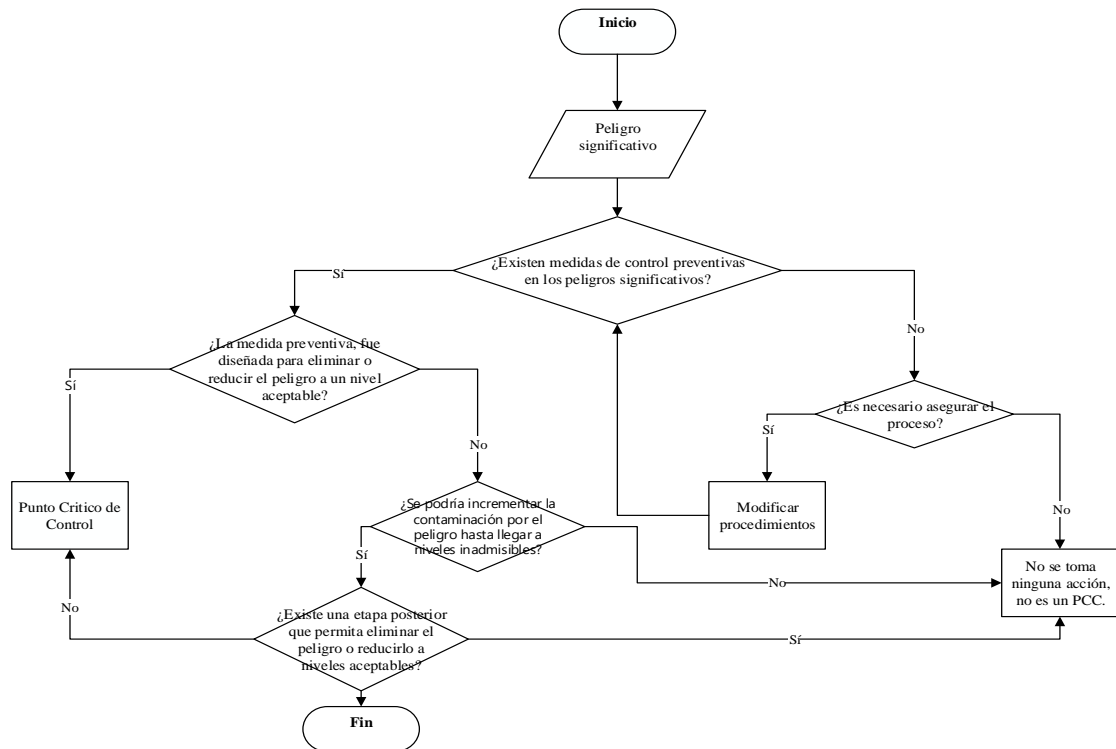 Inicio
Peligro
significativo
¿Existen medidas de control preventivas
en los peligros significativos?
Sí
No
¿La medida preventiva, fue
diseñada para eliminar o
reducir el peligro a un nivel
aceptable?
Sí
No
¿Es necesario asegurar el
proceso?
Sí
No
Punto Critico de
Control
¿Se podría incrementar la
contaminación por el
peligro hasta llegar a
niveles inadmisibles?
Modificar
procedimientos
Sí
No
No se toma
ninguna acción,
no es un PCC.
¿Existe una etapa posterior
que permita eliminar el
peligro o reducirlo a
niveles aceptables?
No
Sí
Fin